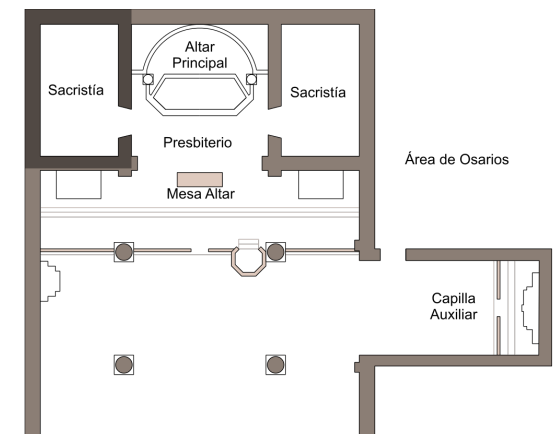 Altar
Principal
Sacristía
Sacristía
Presbiterio
Área de Osarios
Mesa Altar
Capilla
Auxiliar